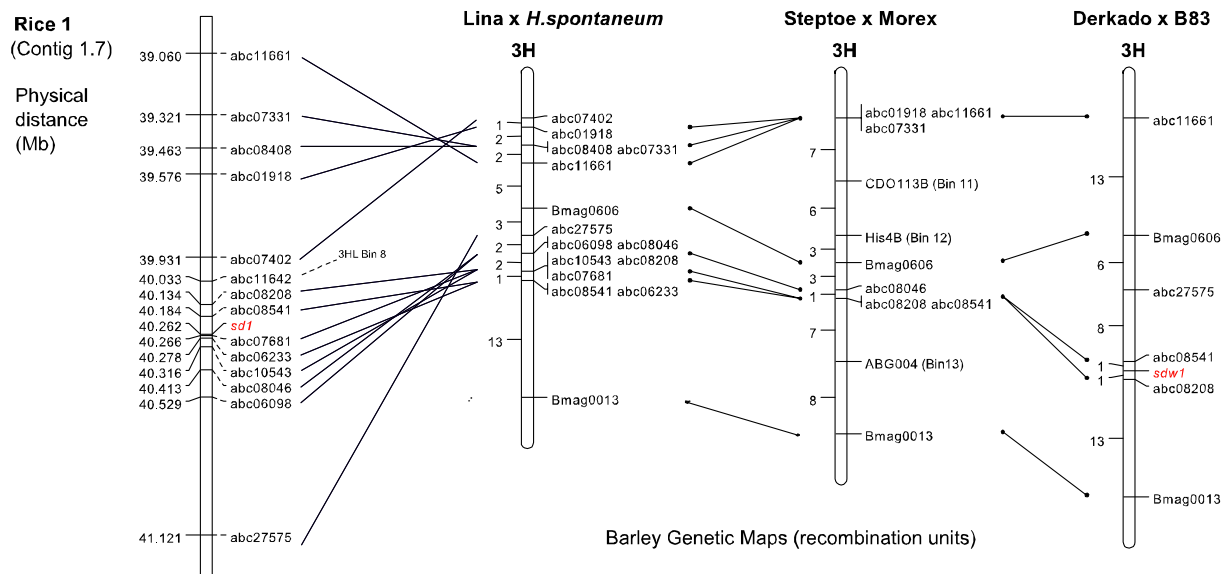 Rice 1
(Contig 1.7)
Physical
distance
(Mb)
39.060 abc11661
39.321 abc07331
39.463 abc08408
39.576 abc01918
39.931 abc07402
40.033 abc11642
3HL Bin 8
40.134 abc08208
40.184 abc08541
40.262 sd1
40.266 abc07681
40.278 abc06233
40.316 abc10543
40.413 abc08046
40.529 abc06098
41.121 abc27575
Lina x H.spontaneum
3H
abc07402
1
abc01918
2
abc08408 abc07331
2
abc11661
5
Bmag0606
3
abc27575
2
abc06098 abc08046
2
abc10543 abc08208
abc07681
1
abc08541 abc06233
13
Bmag0013
Steptoe x Morex
3H
abc01918 abc11661
abc07331
7
CDO113B (Bin 11)
6
His4B (Bin 12)
3
Bmag0606
3
abc08046
1
abc08208 abc08541
7
ABG004 (Bin13)
8
Bmag0013
Derkado x B83
3H
abc11661
13
Bmag0606
6
abc27575
8
abc08541
1
sdw1
1
abc08208
13
Bmag0013
Barley Genetic Maps (recombination units)